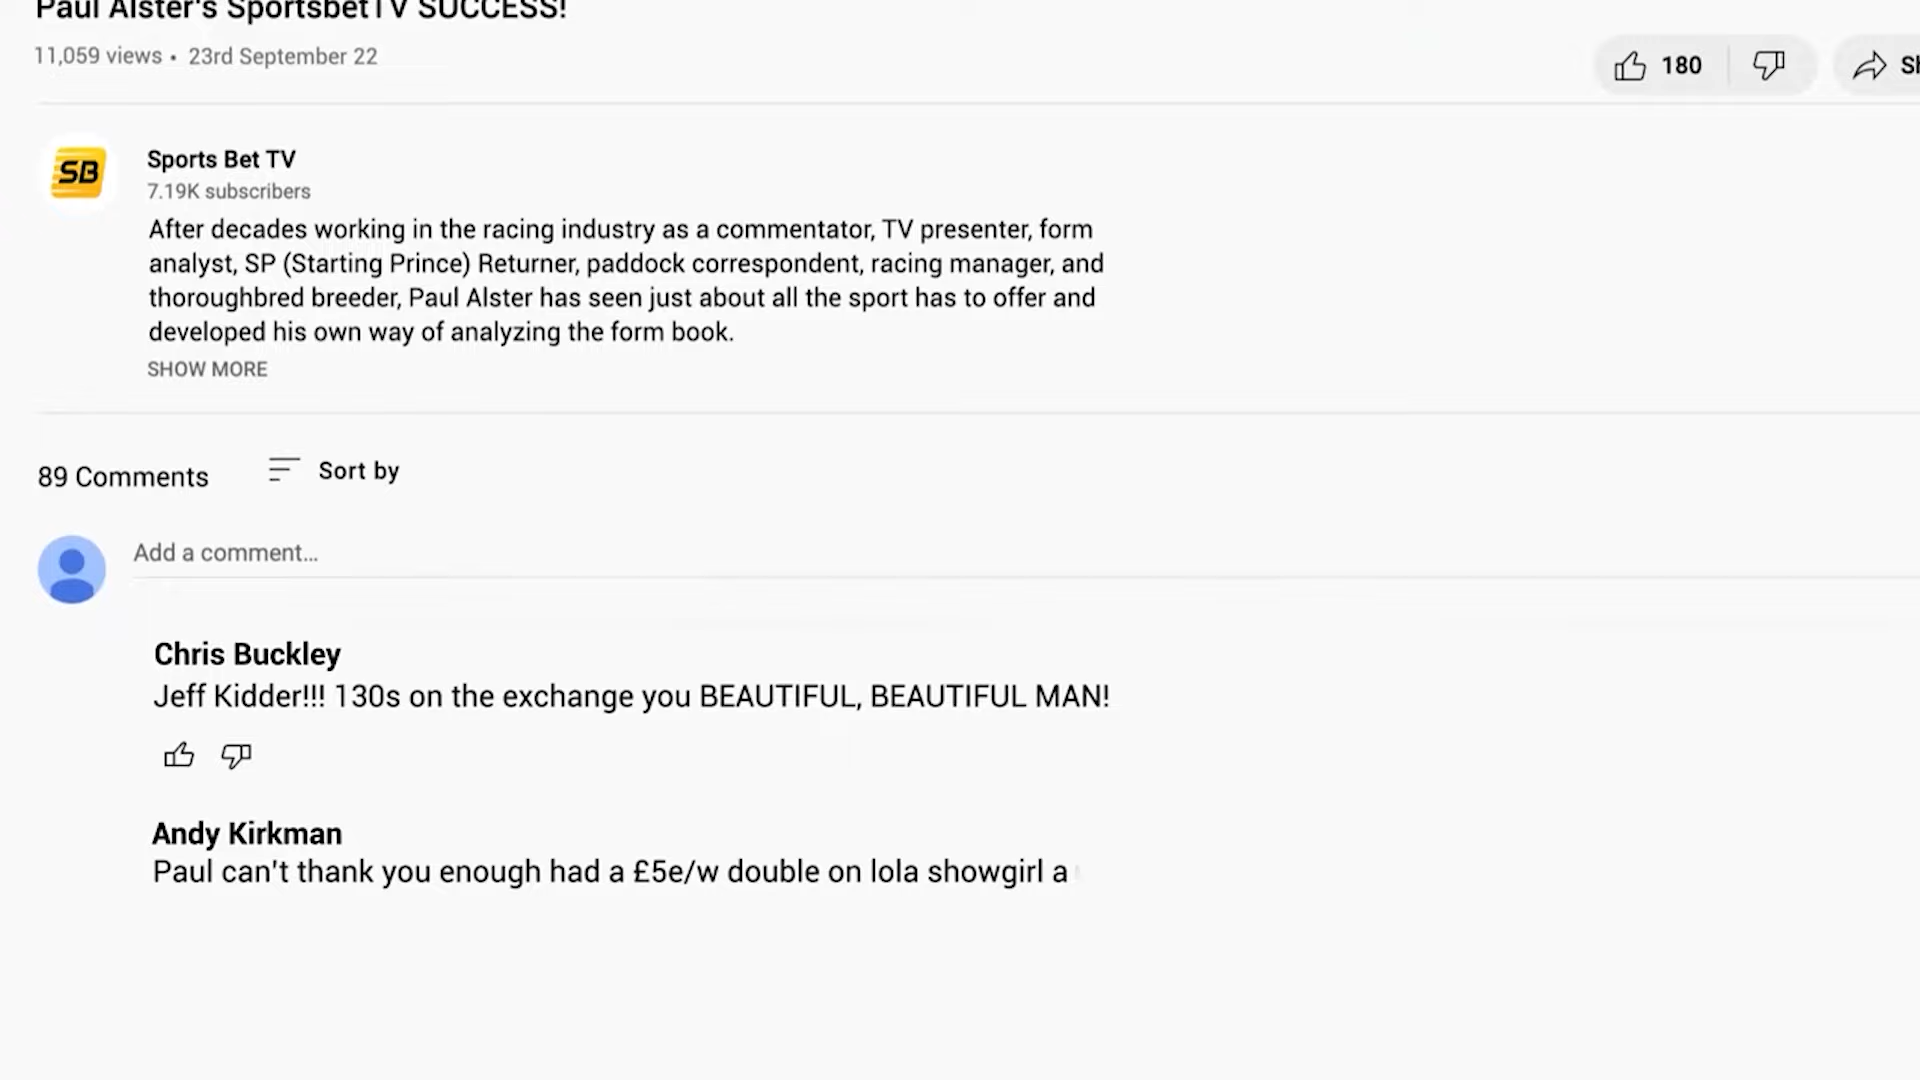 Paul Alster's SportsbetTV SUCCESS!
11,059 views • 23rd September 22
180
SB
Sports Bet TV
7.19K subscribers
After decades working in the racing industry as a commentator, TV presenter, form
analyst, SP (Starting Prince) Returner, paddock correspondent, racing manager, and
thoroughbred breeder, Paul Alster has seen just about all the sport has to offer and
developed his own way of analyzing the form book.
SHOW MORE
89 Comments
Sort by
Add a comment...
Chris Buckley
Jeff Kidder!!! 130s on the exchange you BEAUTIFUL, BEAUTIFUL MAN!
Andy Kirkman
Paul can't thank you enough had a £5e/w double on lola showgirl a